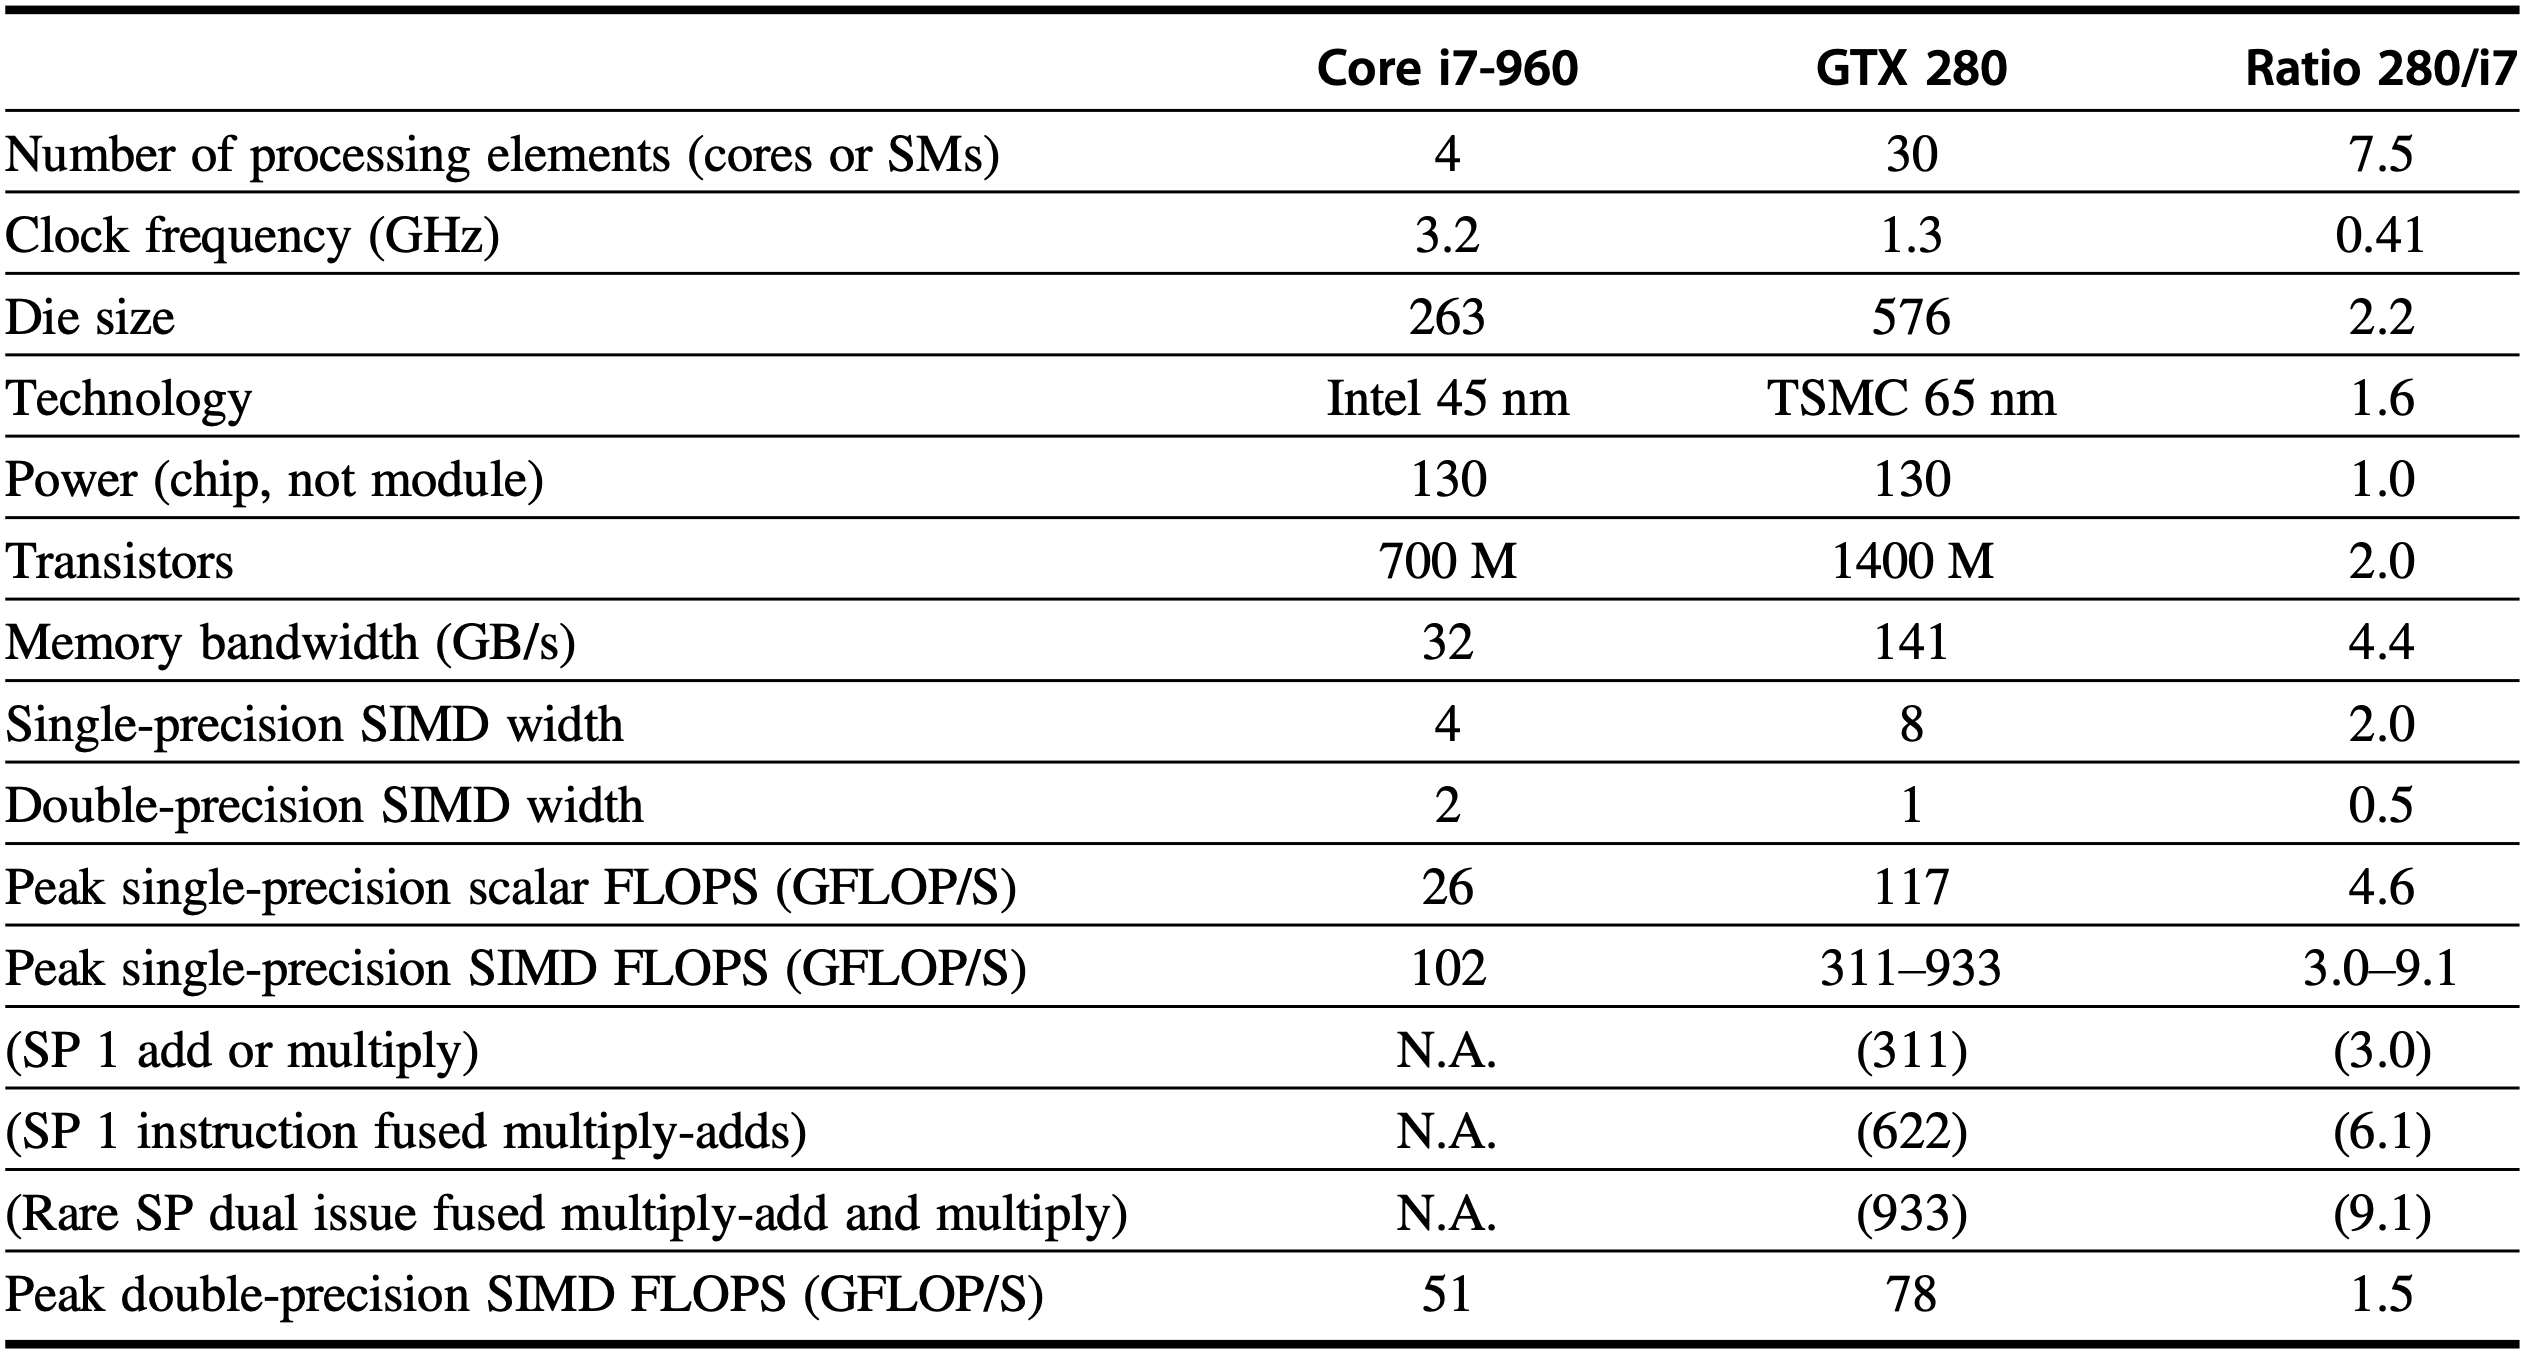 Core i7-960 GTX 280 Ratio 280/i7
Number of processing elements (cores or SMs) 4 30 7.5
Clock frequency (GHz) 3.2 1.3 0.41
Die size 263 576 2.2
Technology Intel 45 nm TSMC 65 nm 1.6
Power (chip, not module) 130 130 1.0
Transistors 700 M 1400 M 2.0
Memory bandwidth (GB/s) 32 141 4.4
Single-precision SIMD width 4 8 2.0
Double-precision SIMD width 2 1 0.5
Peak single-precision scalar FLOPS (GFLOP/S) 26 117 4.6
Peak single-precision SIMD FLOPS (GFLOP/S) 102 311–933 3.0–9.1
(SP 1 add or multiply) N.A. (311) (3.0)
(SP 1 instruction fused multiply-adds) N.A. (622) (6.1)
(Rare SP dual issue fused multiply-add and multiply) N.A. (933) (9.1)
Peak double-precision SIMD FLOPS (GFLOP/S) 51 78 1.5